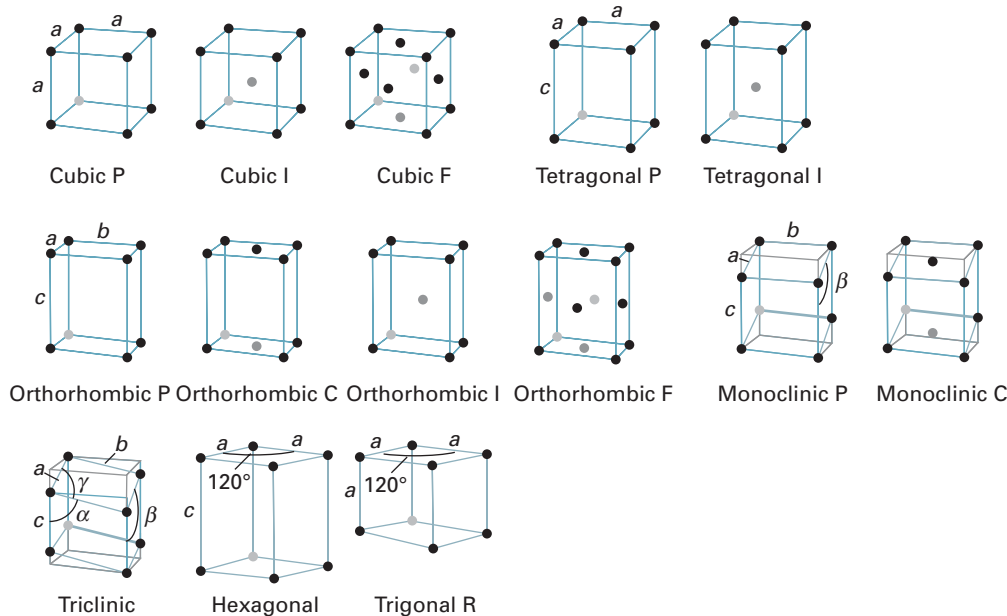 a a
a
Cubic P Cubic I Cubic F
a a
c
Tetragonal P Tetragonal I
a b
c
Orthorhombic P Orthorhombic C Orthorhombic I Orthorhombic F
b
a
β
c
Monoclinic P Monoclinic C
b
a
γ
c α β
Triclinic
a a
120°
c
Hexagonal
a a
120°
a
Trigonal R